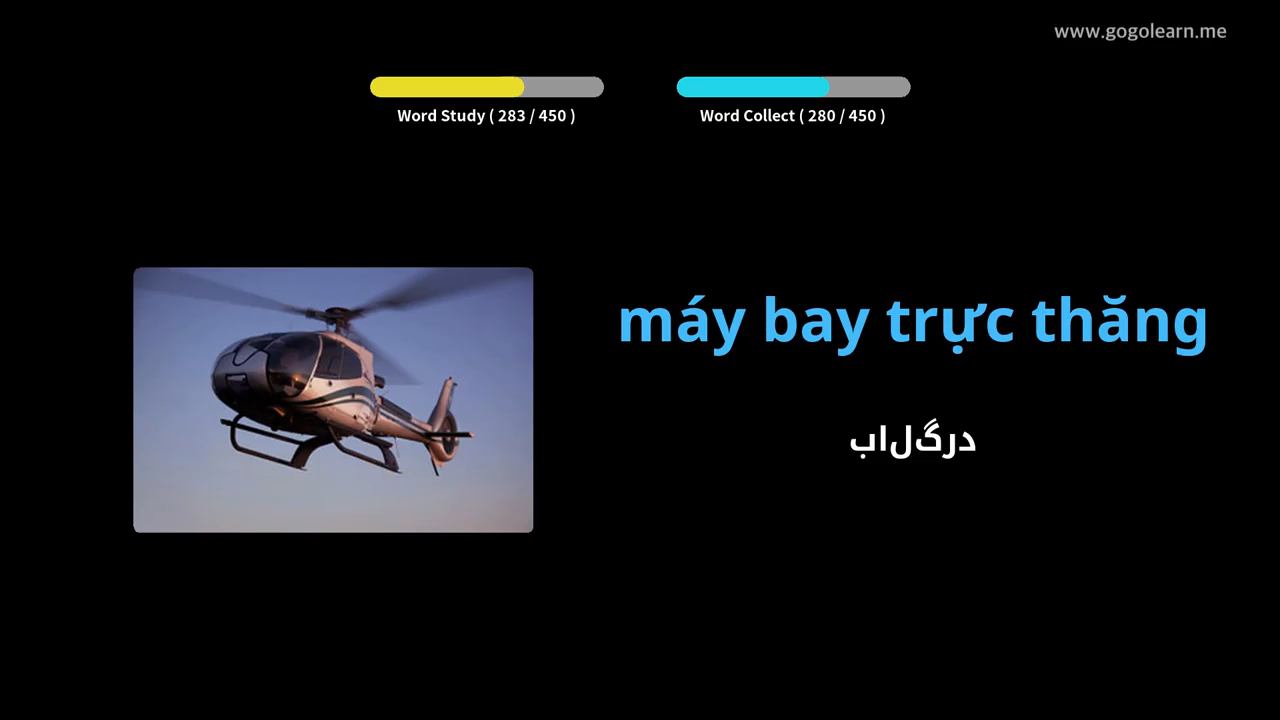 www.gogolearn.me
Word Study ( 283 / 450 )
Word Collect ( 280 / 450 )
máy bay trực thăng
درگلاب